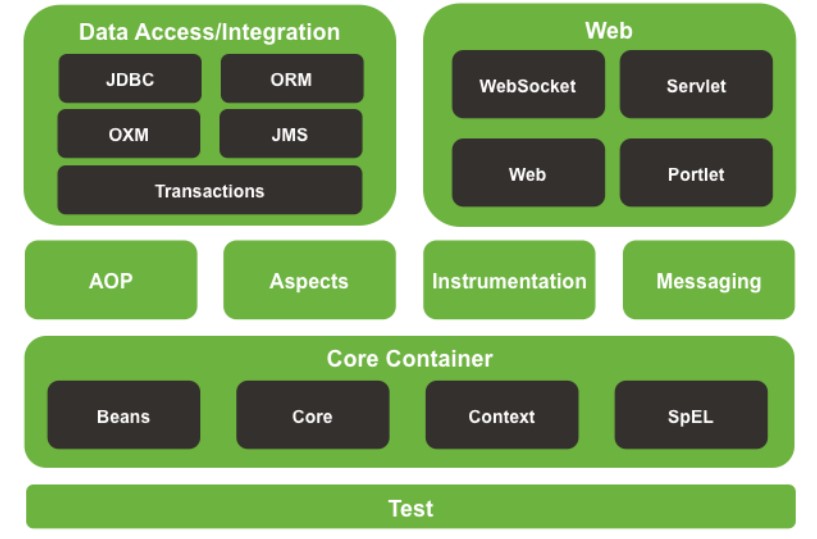 Data Access/Integration
JDBC
ORM
OXM
JMS
Transactions
Web
WebSocket
Servlet
Web
Portlet
AOP
Aspects
Instrumentation
Messaging
Core Container
Beans
Core
Context
SpEL
Test